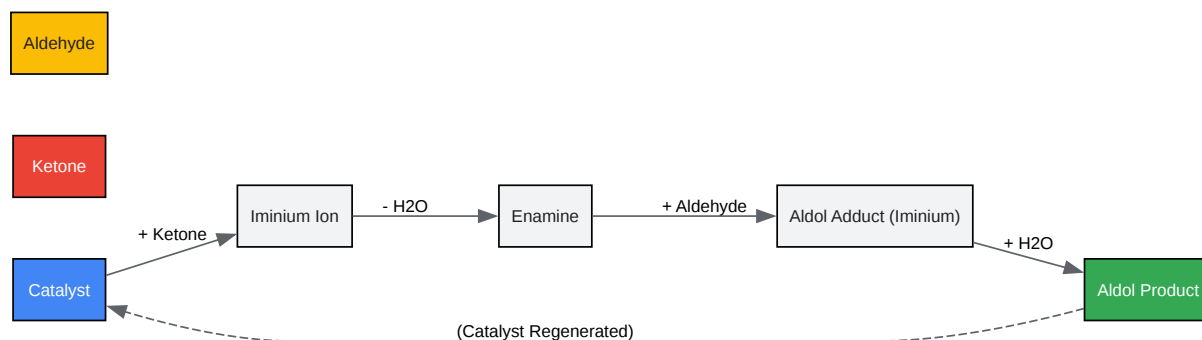 Aldehyde
Ketone
Iminium Ion
- H2O
Enamine
+ Aldehyde
Aldol Adduct (Iminium)
+ Ketone
+ H2O
Catalyst
Aldol Product
(Catalyst Regenerated)